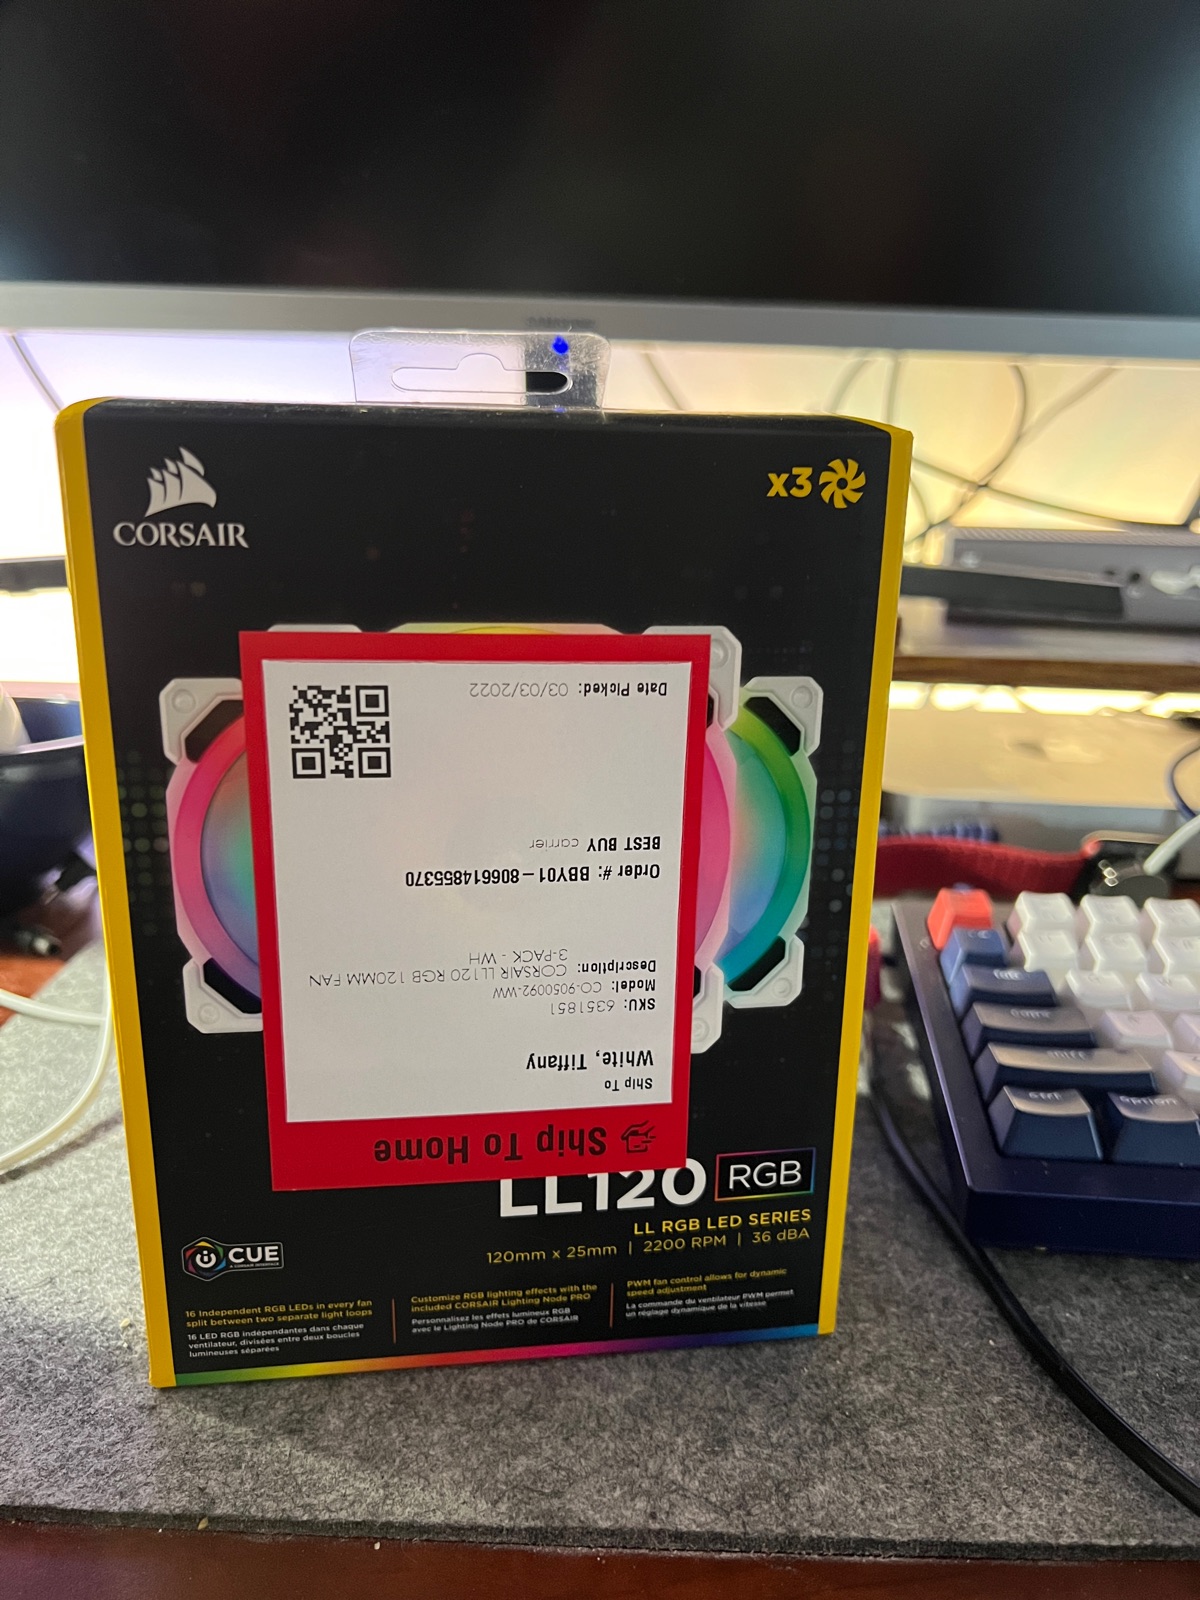 CORSAIR
x3
Ship To Home
Ship To
White, Tiffany
SKU: 6351851
Model: CO-9050092-WW
Description: CORSAIR LL120 RGB 120MM FAN
3-PACK - WH
Order #: BBY01-806614855370
BEST BUY carrier
Date Picked: 03/03/2022
LL120 RGB
LL RGB LED SERIES
120mm x 25mm | 2200 RPM | 36 dBA
iCUE
A CORSAIR INTERFACE
16 Independent RGB LEDs in every fan
split between two separate light loops
16 LED RGB indépendantes dans chaque
ventilateur, divisées entre deux boucles
lumineuses séparées
Customize RGB lighting effects with the
included CORSAIR Lighting Node PRO
Personnalisez les effets lumineux RGB
avec le Lighting Node PRO de CORSAIR
PWM fan control allows for dynamic
speed adjustment
La commande du ventilateur PWM permet
un réglage dynamique de la vitesse
ctrl
option